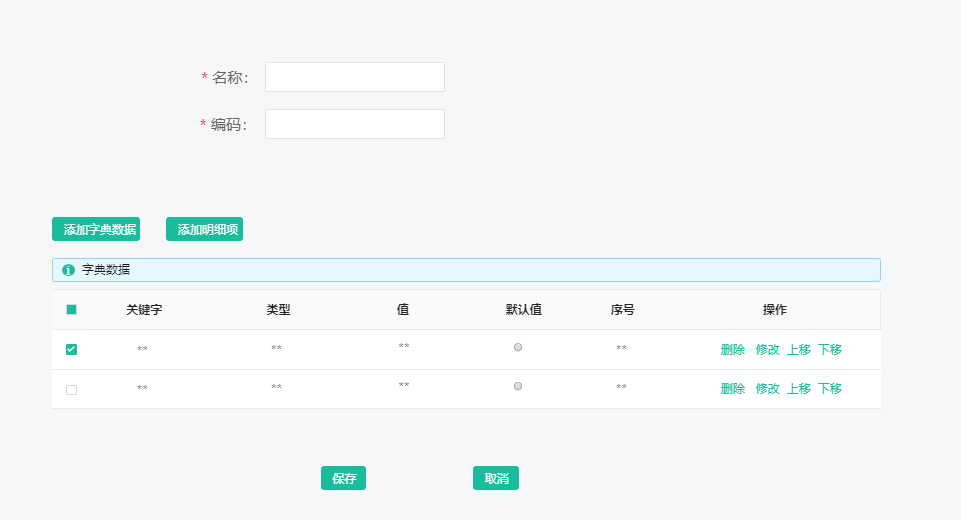 * 名称：
* 编码：
添加字典数据 添加明细项
字典数据
关键字 类型 值 默认值 序号 操作
** ** ** ** 删除 修改 上移 下移
** ** ** ** 删除 修改 上移 下移
保存 取消